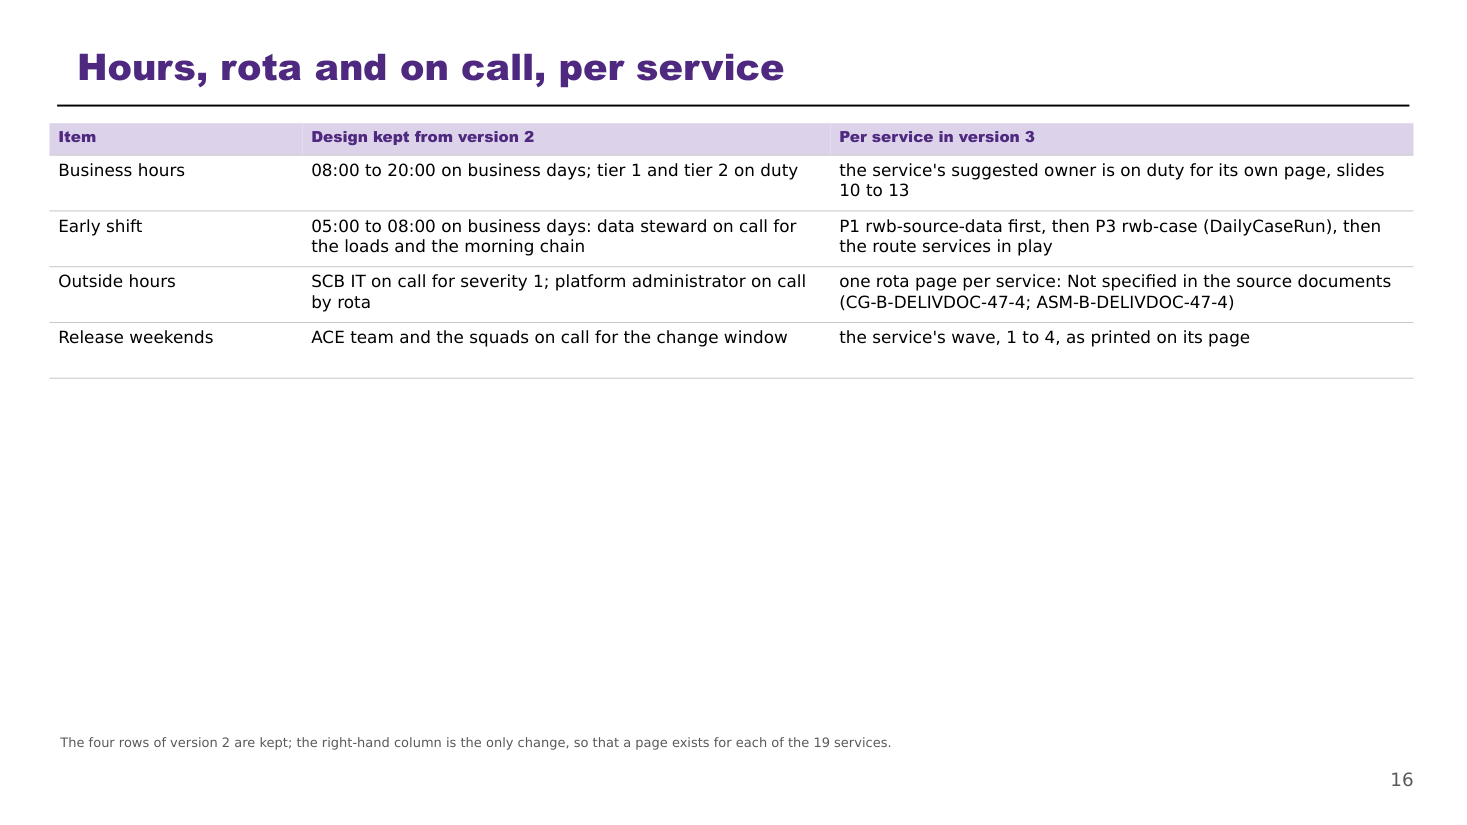 Hours, rota and on call, per service
Item
Design kept from version 2
Per service in version 3
Business hours
08:00 to 20:00 on business days; tier 1 and tier 2 on duty
the service's suggested owner is on duty for its own page, slides
10 to 13
Early shift
05:00 to 08:00 on business days: data steward on call for
the loads and the morning chain
P1 rwb-source-data first, then P3 rwb-case (DailyCaseRun), then
the route services in play
Outside hours
SCB IT on call for severity 1; platform administrator on call
by rota
one rota page per service: Not specified in the source documents
(CG-B-DELIVDOC-47-4; ASM-B-DELIVDOC-47-4)
Release weekends
ACE team and the squads on call for the change window
the service's wave, 1 to 4, as printed on its page
The four rows of version 2 are kept; the right-hand column is the only change, so that a page exists for each of the 19 services.
16